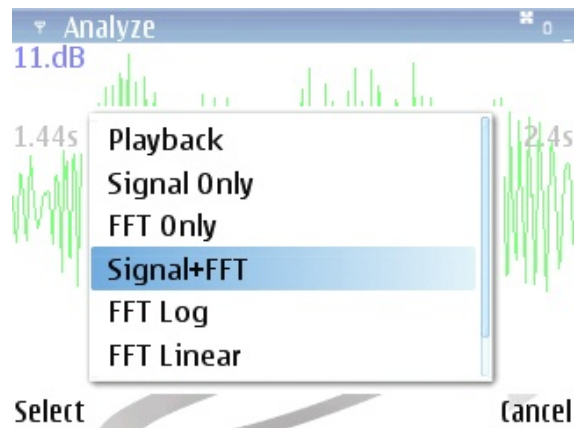 Analyze
11.dB
1.44s
2.4s
Playback
Signal Only
FFT Only
Signal+FFT
FFT Log
FFT Linear
Select
Cancel